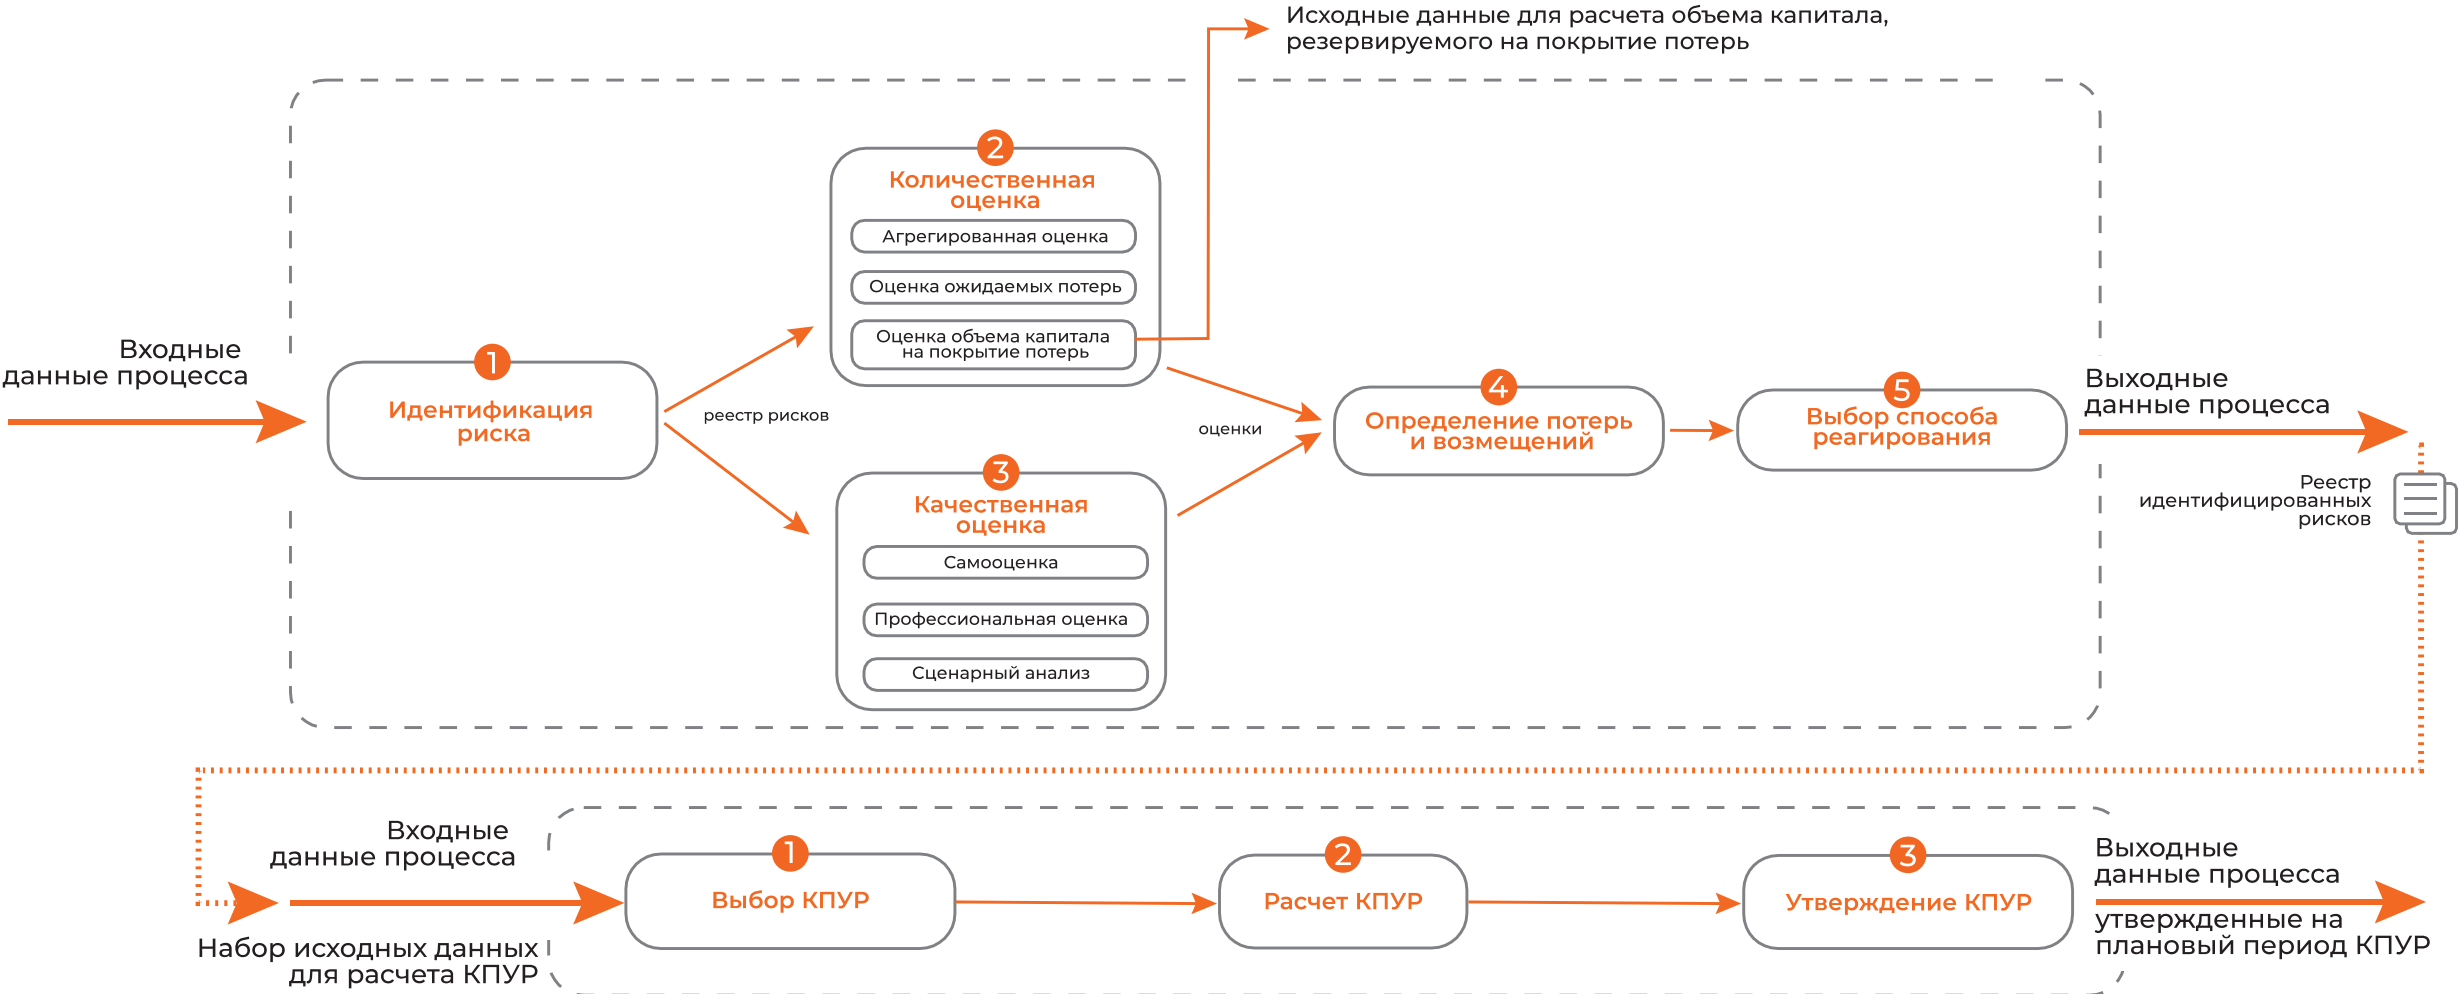 Исходные данные для расчета объема капитала,
резервируемого на покрытие потерь
Входные
данные процесса
1
Идентификация
риска
реестр рисков
2
Количественная
оценка
Агрегированная оценка
Оценка ожидаемых потерь
Оценка объема капитала
на покрытие потерь
3
Качественная
оценка
Самооценка
Профессиональная оценка
Сценарный анализ
оценки
4
Определение потерь
и возмещений
5
Выбор способа
реагирования
Выходные
данные процесса
Реестр
идентифицированных
рисков
Входные
данные процесса
Набор исходных данных
для расчета КПУР
1
Выбор КПУР
2
Расчет КПУР
3
Утверждение КПУР
Выходные
данные процесса
утвержденные на
плановый период КПУР